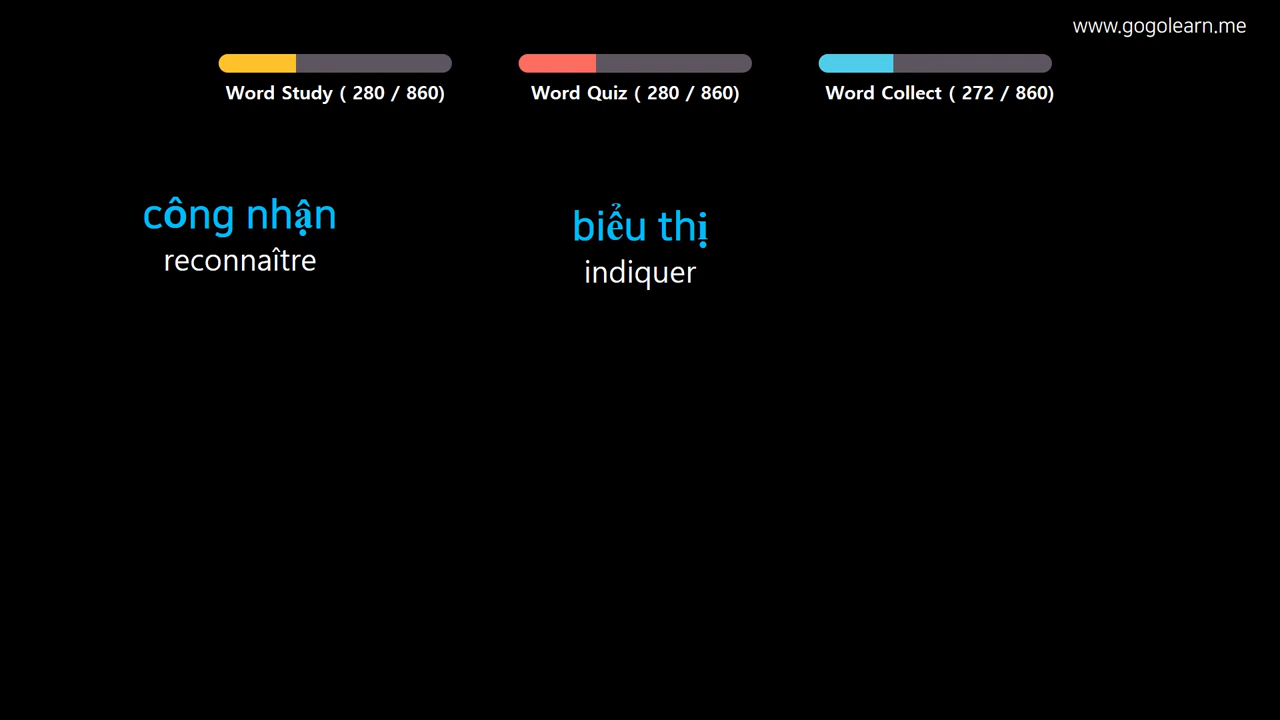 www.gogolearn.me
Word Study ( 280 / 860)
Word Quiz ( 280 / 860)
Word Collect ( 272 / 860)
công nhận
reconnaître
biểu thị
indiquer